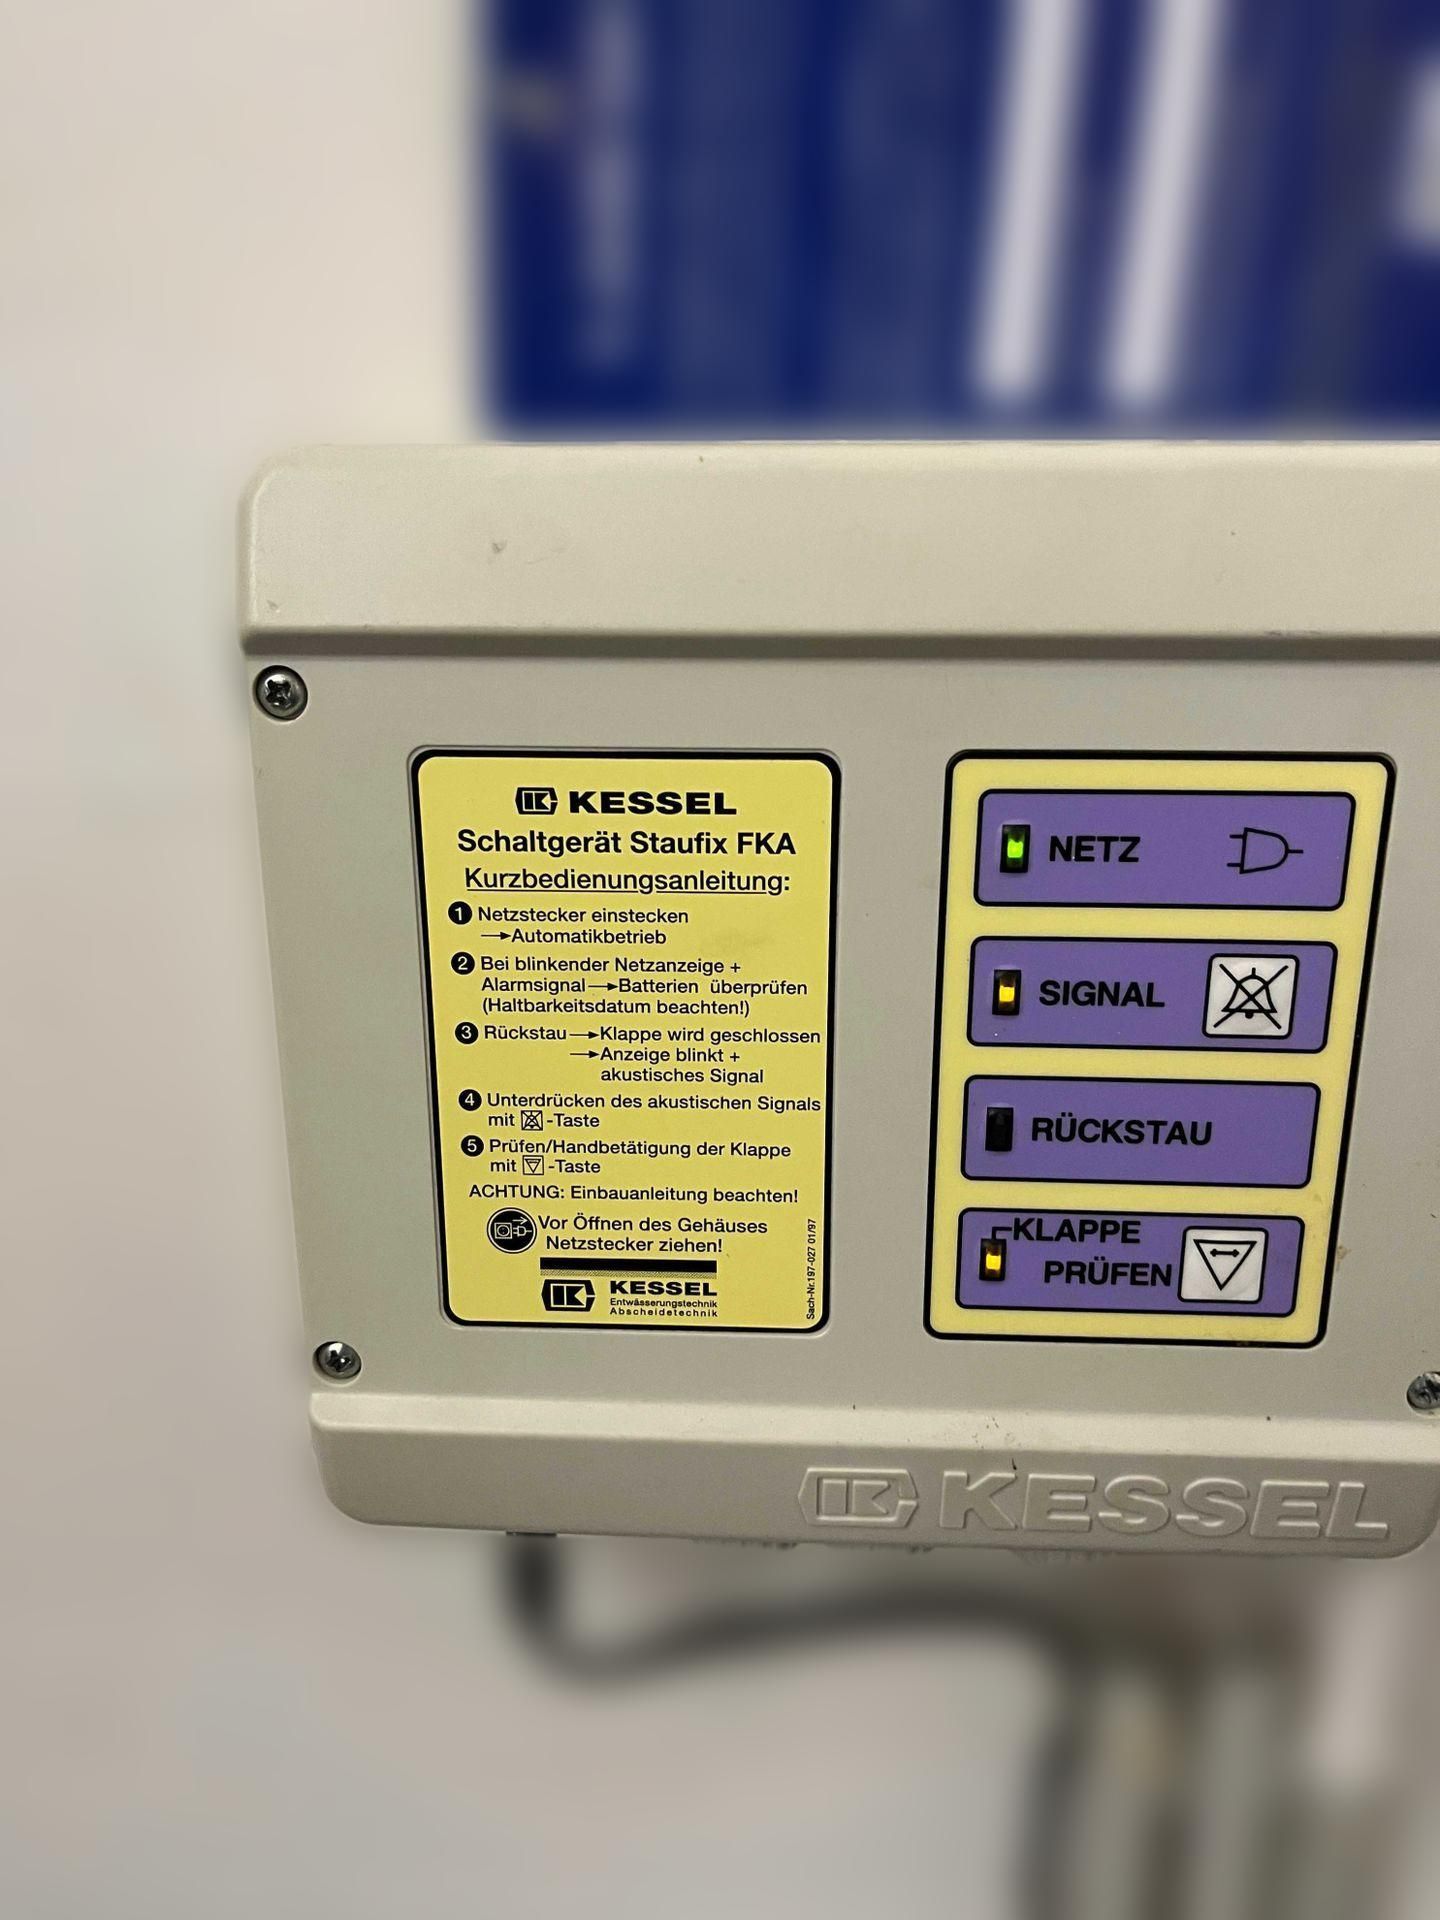 KESSEL
Schaltgerät Staufix FKA
Kurzbedienungsanleitung:
1 Netzstecker einstecken
→Automatikbetrieb
2 Bei blinkender Netzanzeige +
Alarmsignal→Batterien überprüfen
(Haltbarkeitsdatum beachten!)
3 Rückstau→Klappe wird geschlossen
→Anzeige blinkt +
akustisches Signal
4 Unterdrücken des akustischen Signals
mit -Taste
5 Prüfen/Handbetätigung der Klappe
mit -Taste
ACHTUNG: Einbauanleitung beachten!
Vor Öffnen des Gehäuses
Netzstecker ziehen!
KESSEL
Entwässerungstechnik
Abscheidetechnik
Sach-Nr.197-027 01/97
NETZ
SIGNAL
RÜCKSTAU
KLAPPE
PRÜFEN
KESSEL